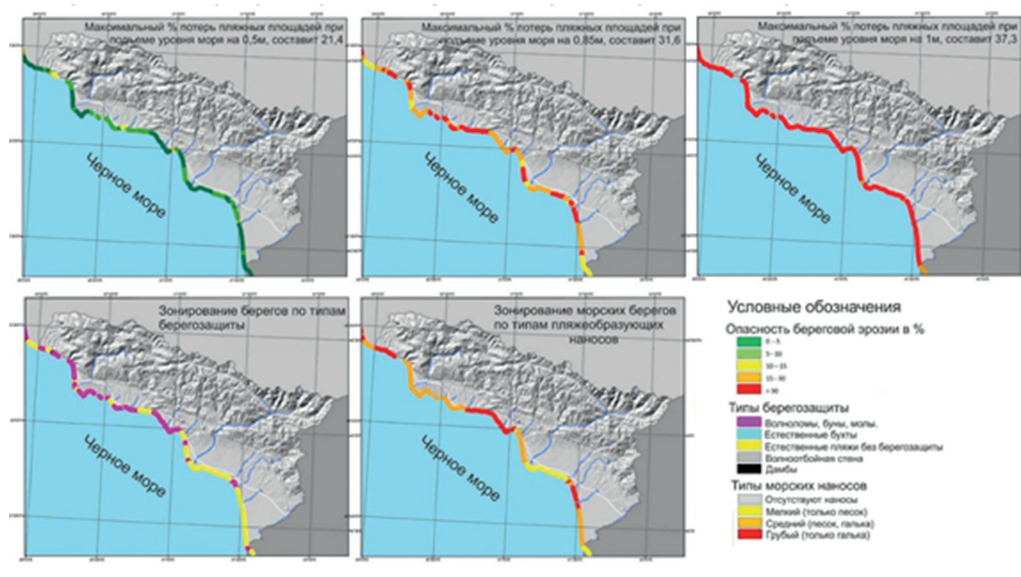 Максимальный % потерь пляжных площадей при
подъеме уровня моря на 0,5м, составит 21,4
Черное море
Максимальный % потерь пляжных площадей при
подъеме уровня моря на 0,85м, составит 31,6
Черное море
Максимальный % потерь пляжных площадей при
подъеме уровня моря на 1м, составит 37,3
Черное море
Зонирование берегов по типам
берегозащиты
Черное море
Зонирование морских берегов
по типам пляжеобразующих
наносов
Черное море
Условные обозначения
Опасность береговой эрозии в %
0 - 5
5 - 10
10 - 15
15 - 30
> 30
Типы берегозащиты
Волноломы, буны, молы.
Естественные бухты
Естественные пляжи без берегозащиты
Волноотбойная стена
Дамбы
Типы морских наносов
Отсутствуют наносы
Мелкий (только песок)
Средний (песок, галька)
Грубый (только галька)